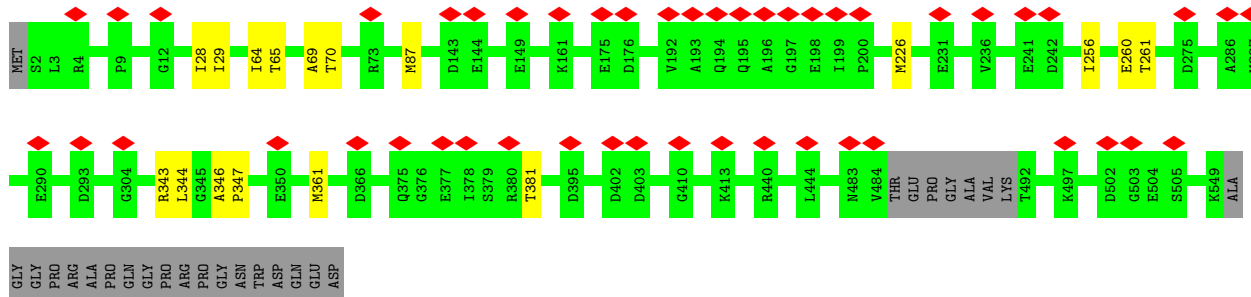 MET S2 L3 R4 P9 G12 I28 I29 I64 T65 A69 T70 R73 M87 D143 E144 E149 K161 E175 D176 V192 A193 Q194 Q195 A196 G197 E198 I199 P200 M226 E231 V236 E241 D242 I256 E260 T261 D275 A286
E290 D293 G304 R343 L344 G345 A346 P347 E350 M361 D366 Q375 G376 E377 I378 S379 R380 T381 D395 D402 D403 G410 K413 R440 L444 N483 V484 THR GLU PRO GLY ALA VAL LYS T492 K497 D502 G503 E504 S505 K549 ALA
GLY GLY PRO ARG ALA PRO GLN GLY PRO ARG PRO GLY ASN TRP ASP GLN GLU ASP